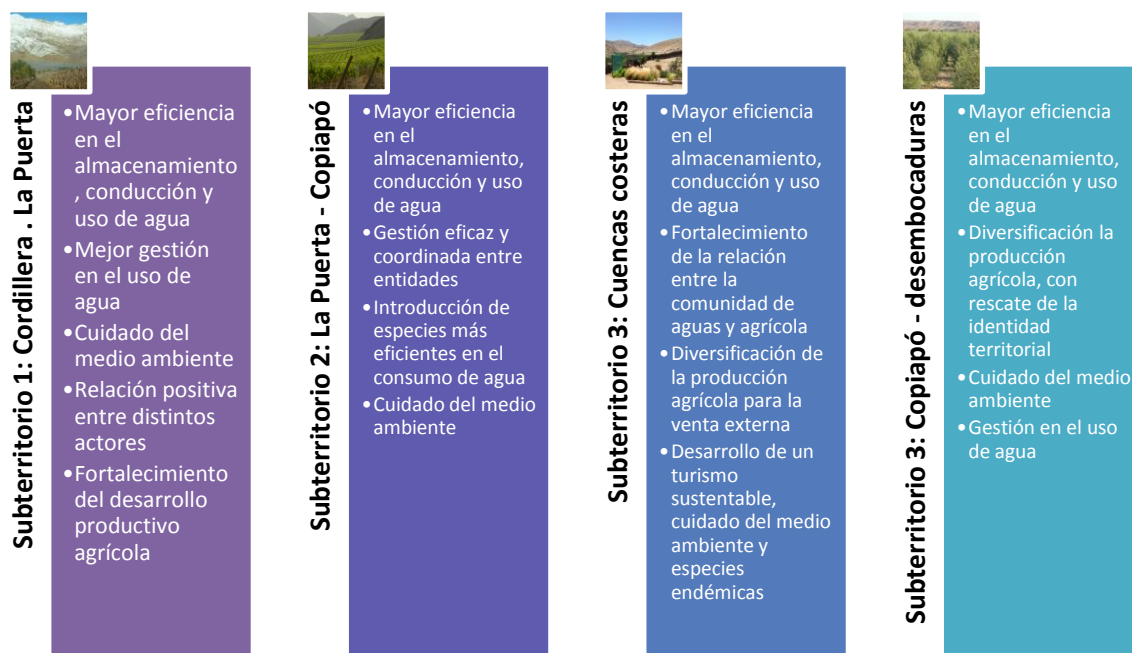 Subterritorio 1: Cordillera . La Puerta
•Mayor eficiencia
en el
almacenamiento
, conducción y
uso de agua
•Mejor gestión
en el uso de
agua
•Cuidado del
medio ambiente
•Relación positiva
entre distintos
actores
•Fortalecimiento
del desarrollo
productivo
agrícola
Subterritorio 2: La Puerta - Copiapó
•Mayor eficiencia
en el
almacenamiento,
conducción y uso
de agua
•Gestión eficaz y
coordinada entre
entidades
•Introducción de
especies más
eficientes en el
consumo de agua
•Cuidado del medio
ambiente
Subterritorio 3: Cuencas costeras
•Mayor eficiencia
en el
almacenamiento,
conducción y uso
de agua
•Fortalecimiento
de la relación
entre la
comunidad de
aguas y agrícola
•Diversificación de
la producción
agrícola para la
venta externa
•Desarrollo de un
turismo
sustentable,
cuidado del medio
ambiente y
especies
endémicas
Subterritorio 3: Copiapó - desembocaduras
•Mayor eficiencia
en el
almacenamiento,
conducción y uso
de agua
•Diversificación la
producción
agrícola, con
rescate de la
identidad
territorial
•Cuidado del medio
ambiente
•Gestión en el uso
de agua